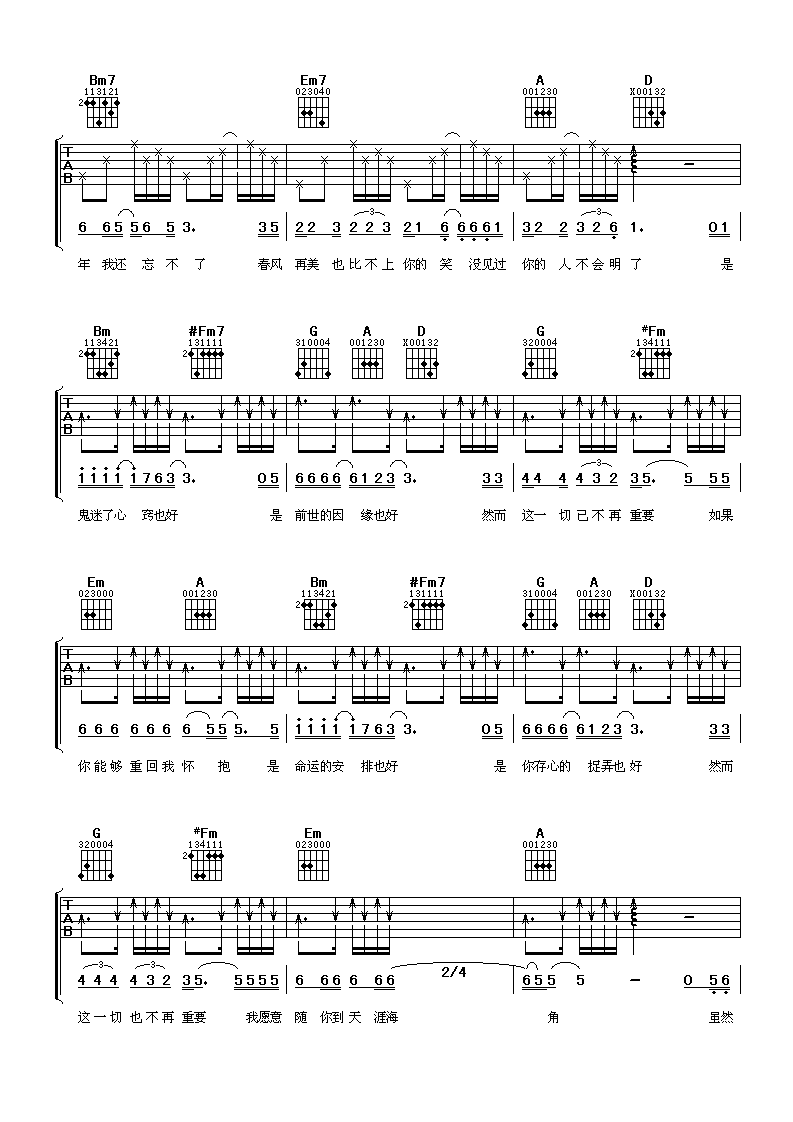 Bm7 Em7 A D
113121 023040 001230 X00132
2
T A B
6 65 56 5 3. 35 22 3 223 21 6 6661 32 2 326 1. 01
3 3
年 我还 忘 不 了 春风 再美 也 比 不 上 你的 笑 没见过 你的 人 不 会 明 了 是
Bm #Fm7 G A D G #Fm
113421 131111 310004 001230 X00132 320004 134111
2 2 2
T A B
1111 1763 3. 05 6666 6123 3. 33 44 4 432 35. 5 55
3
鬼迷了心 窍也好 是 前世的因 缘也好 然而 这一 切 已 不 再 重要 如果
Em A Bm #Fm7 G A D
023000 001230 113421 131111 310004 001230 X00132
2 2
T A B
666 666 6 55 5. 5 1111 1763 3. 05 6666 6123 3. 33
你 能 够 重 回 我 怀 抱 是 命运的安 排也好 是 你存心的 捉弄也 好 然而
G #Fm Em A
320004 134111 023000 001230
2
T A B
444 432 35. 5555 6 66 6 66 2/4 655 5 – 0 56
3 3
这 一 切 也 不 再 重要 我愿意 随 你到 天 涯海 角 虽然